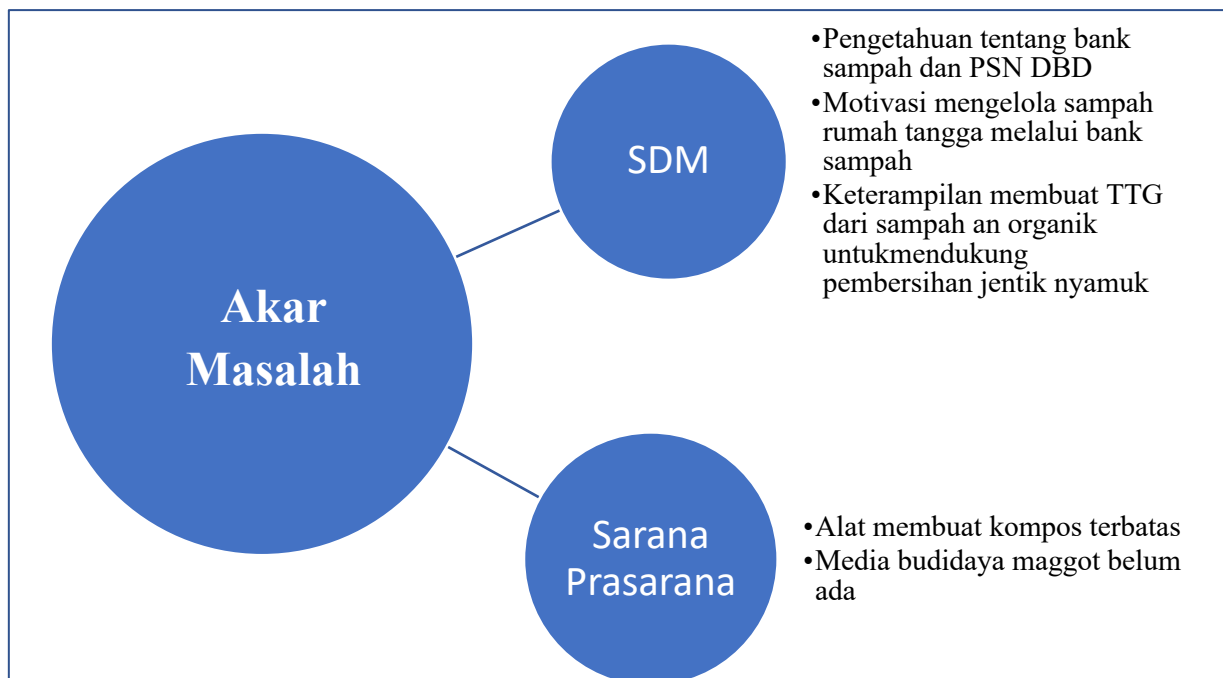 Akar
Masalah
SDM
•Pengetahuan tentang bank
sampah dan PSN DBD
•Motivasi mengelola sampah
rumah tangga melalui bank
sampah
•Keterampilan membuat TTG
dari sampah an organik
untukmendukung
pembersihan jentik nyamuk
Sarana
Prasarana
•Alat membuat kompos terbatas
•Media budidaya maggot belum
ada